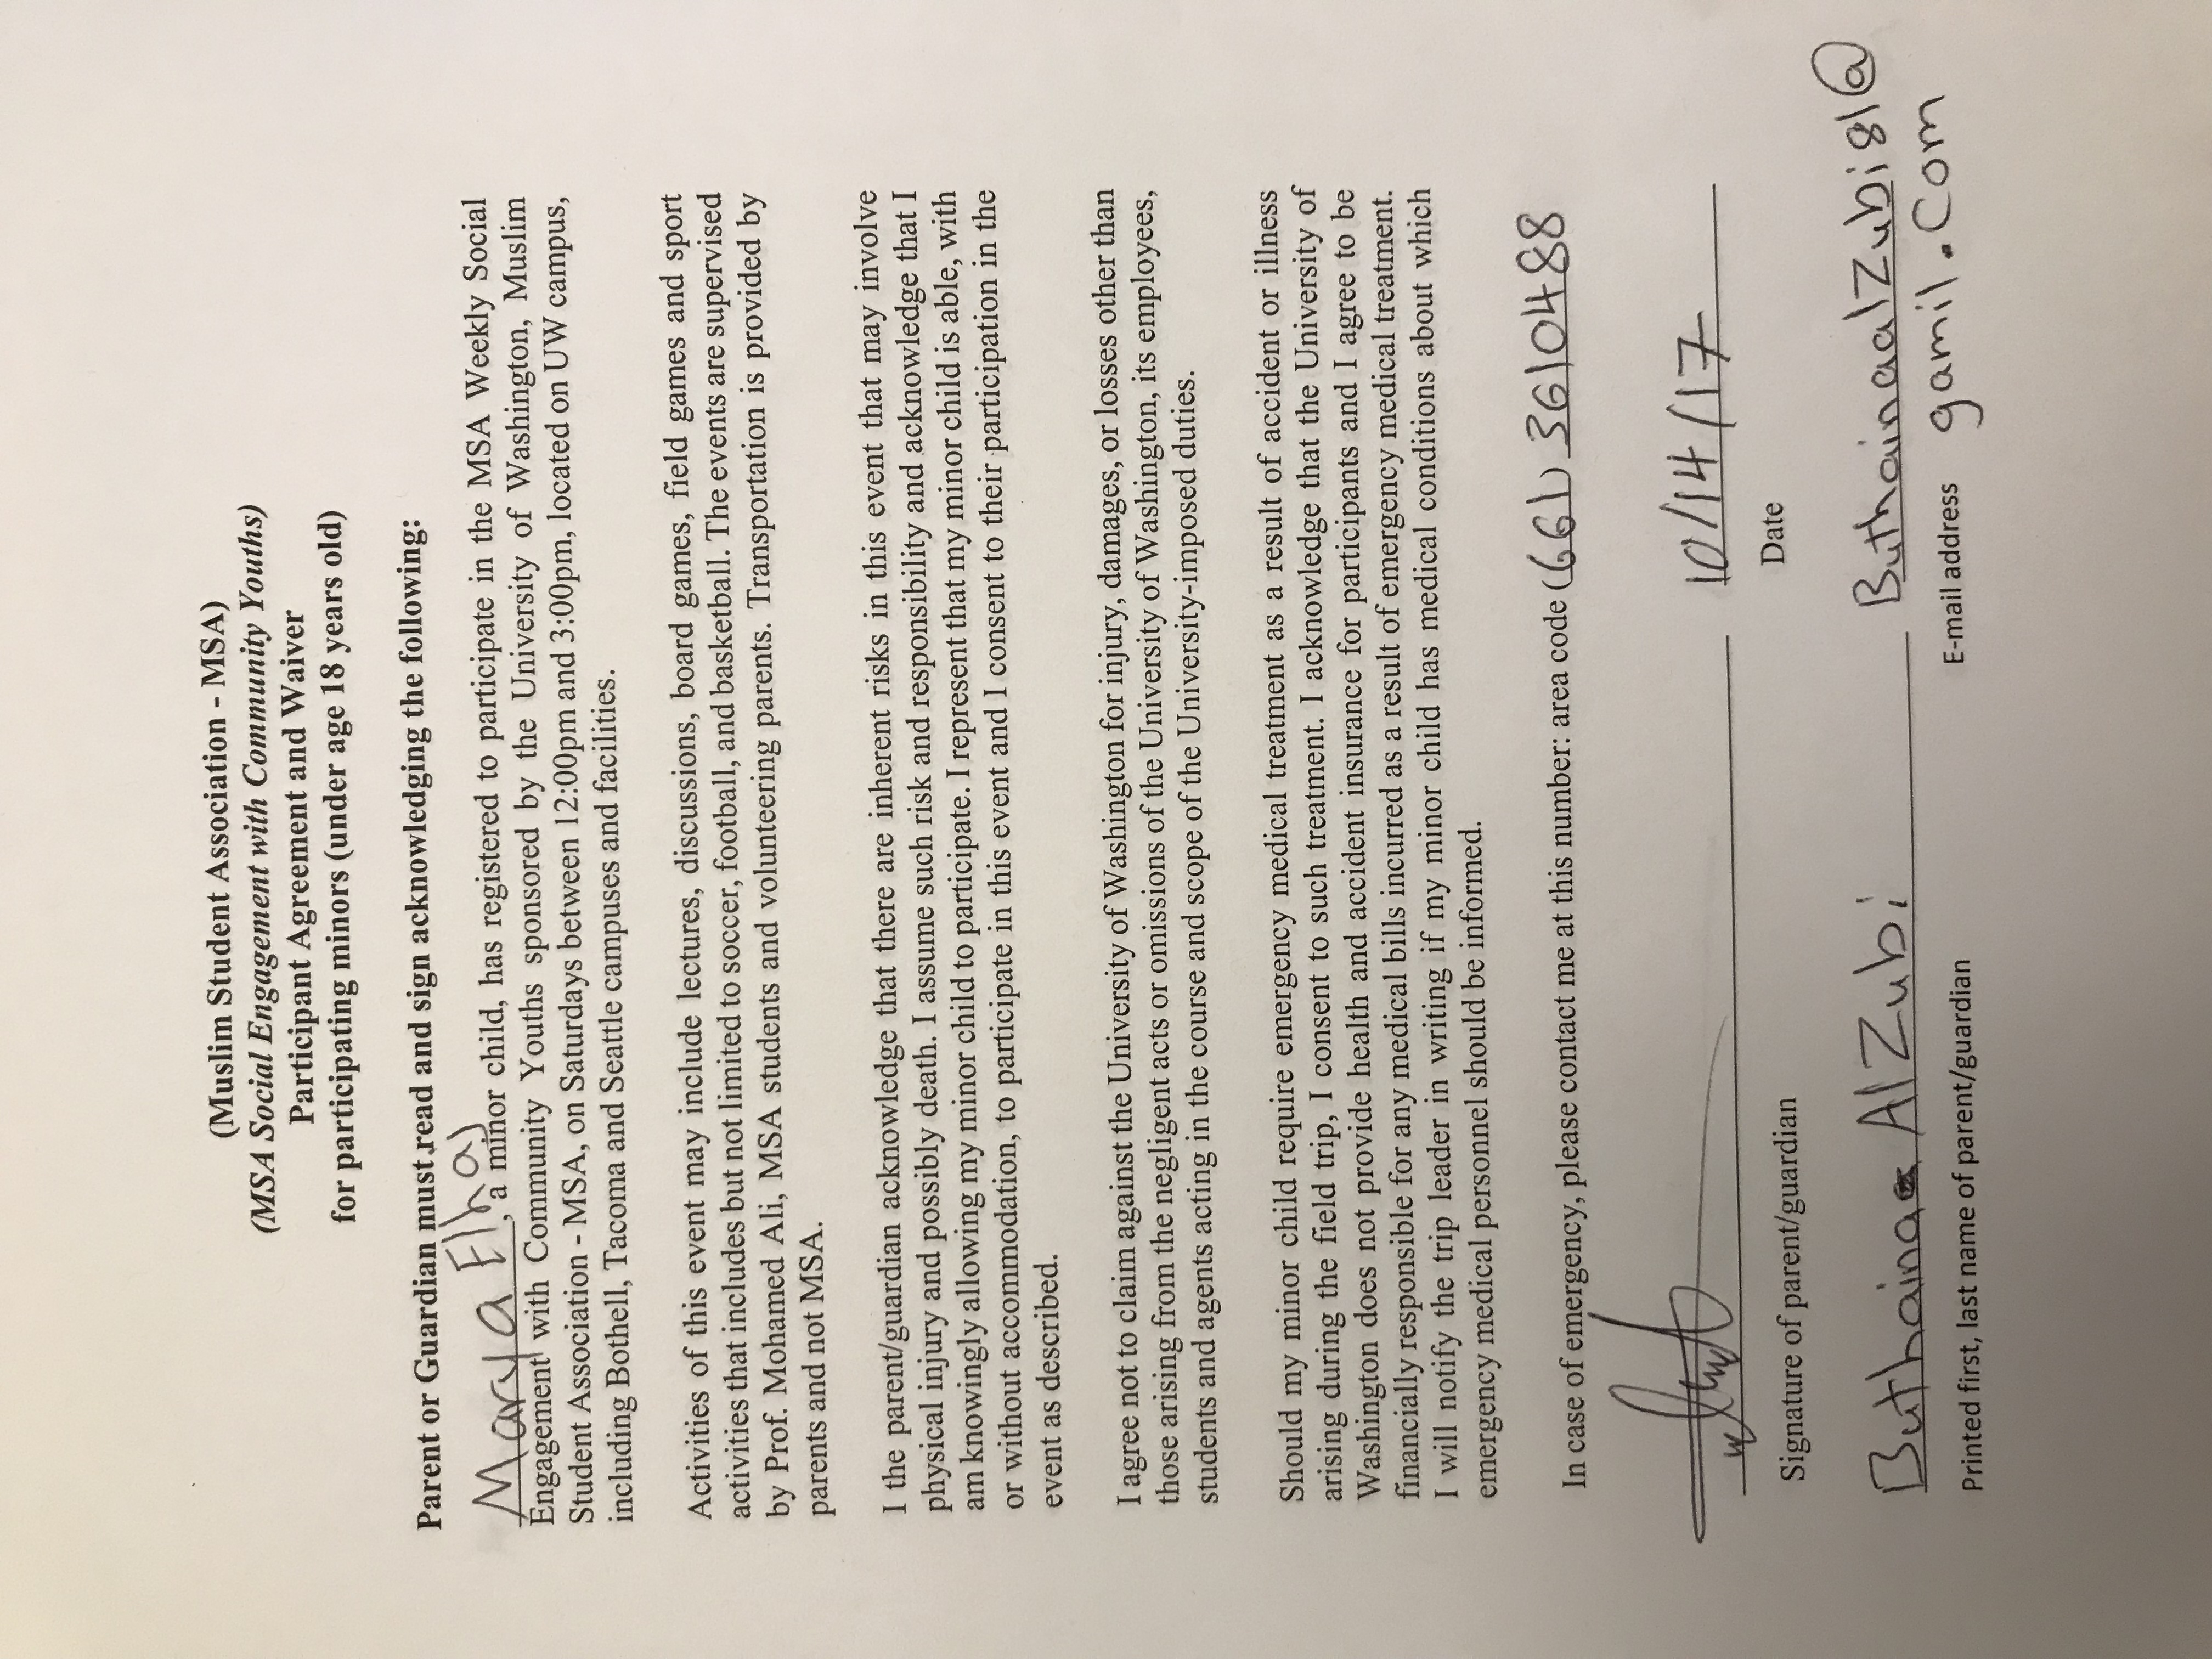 (Muslim Student Association - MSA)
(MSA Social Engagement with Community Youths)
Participant Agreement and Waiver
for participating minors (under age 18 years old)
Parent or Guardian must read and sign acknowledging the following:
Marya Elhaj, a minor child, has registered to participate in the MSA Weekly Social
Engagement with Community Youths sponsored by the University of Washington, Muslim
Student Association - MSA, on Saturdays between 12:00pm and 3:00pm, located on UW campus,
including Bothell, Tacoma and Seattle campuses and facilities.
Activities of this event may include lectures, discussions, board games, field games and sport
activities that includes but not limited to soccer, football, and basketball. The events are supervised
by Prof. Mohamed Ali, MSA students and volunteering parents. Transportation is provided by
parents and not MSA.
I the parent/guardian acknowledge that there are inherent risks in this event that may involve
physical injury and possibly death. I assume such risk and responsibility and acknowledge that I
am knowingly allowing my minor child to participate. I represent that my minor child is able, with
or without accommodation, to participate in this event and I consent to their participation in the
event as described.
I agree not to claim against the University of Washington for injury, damages, or losses other than
those arising from the negligent acts or omissions of the University of Washington, its employees,
students and agents acting in the course and scope of the University-imposed duties.
Should my minor child require emergency medical treatment as a result of accident or illness
arising during the field trip, I consent to such treatment. I acknowledge that the University of
Washington does not provide health and accident insurance for participants and I agree to be
financially responsible for any medical bills incurred as a result of emergency medical treatment.
I will notify the trip leader in writing if my minor child has medical conditions about which
emergency medical personnel should be informed.
In case of emergency, please contact me at this number: area code (661) 3610488
10/14/17
Signature of parent/guardian Date
Buthaina AlZubi Buthainaalzubi81@
Printed first, last name of parent/guardian E-mail address gamil.com